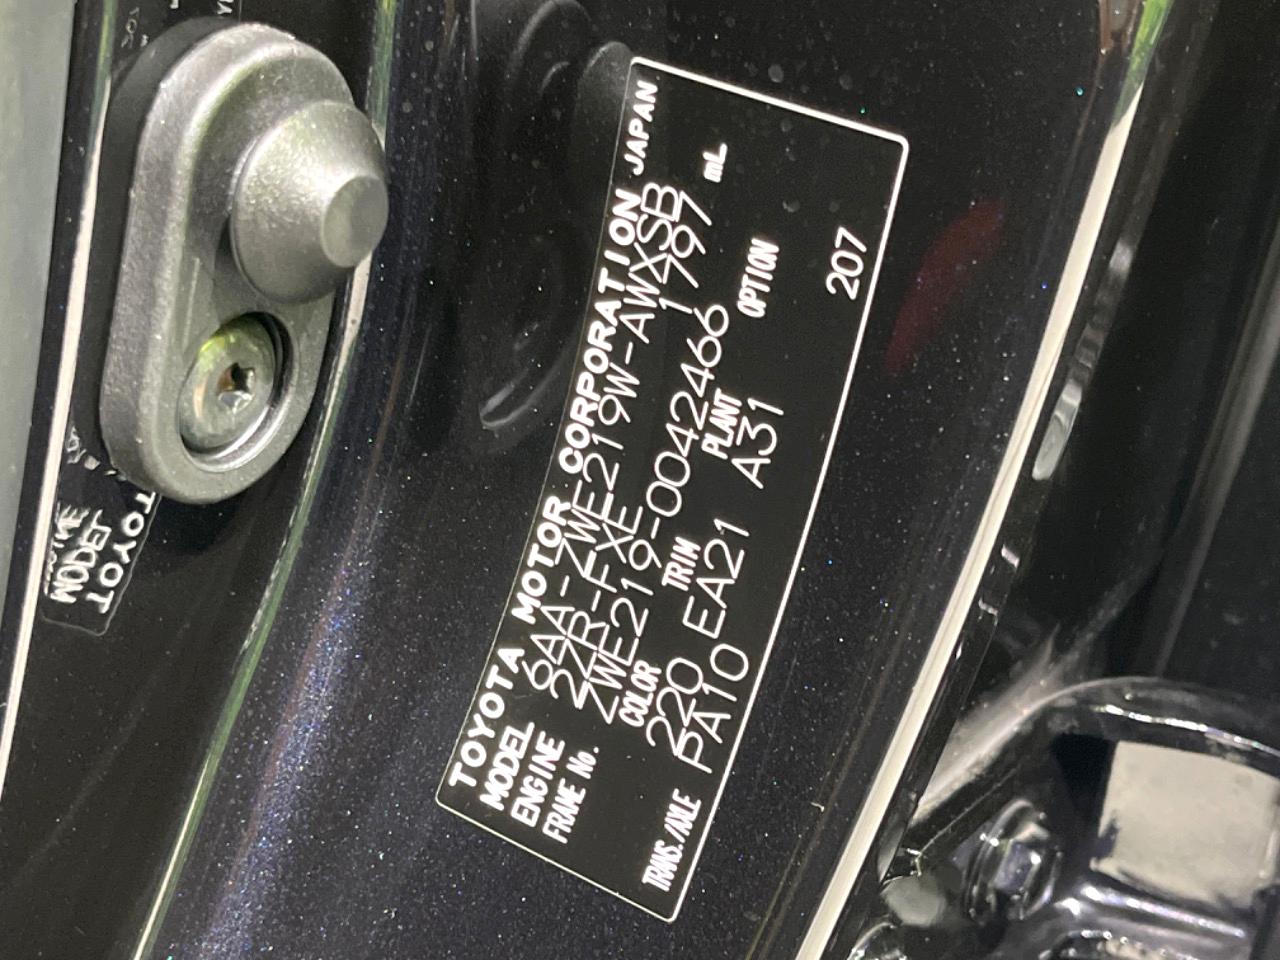 TOYOTA MOTOR CORPORATION JAPAN
MODEL 6AA-ZWE219W-AWXSB
ENGINE 2ZR-FXE 1797 mL
FRAME No. ZWE219-0042466
COLOR TRIM PLANT OPTION
220 EA21 A31
TRANS./AXLE PA10 207
TOYOT
MODEL